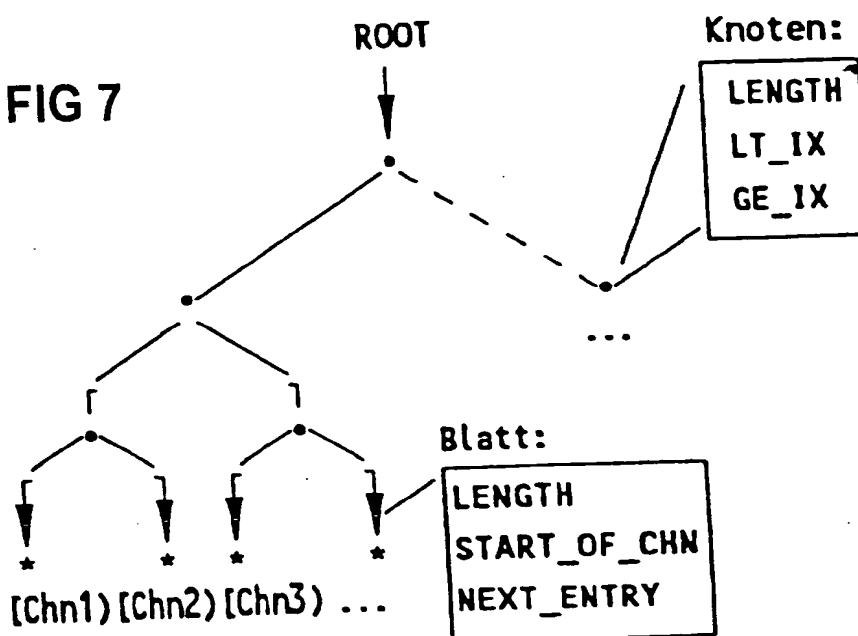 FIG 7
ROOT
Knoten:
LENGTH
LT_IX
GE_IX
...
Blatt:
LENGTH
START_OF_CHN
NEXT_ENTRY
* * * *
[Chn1)[Chn2)[Chn3) ...